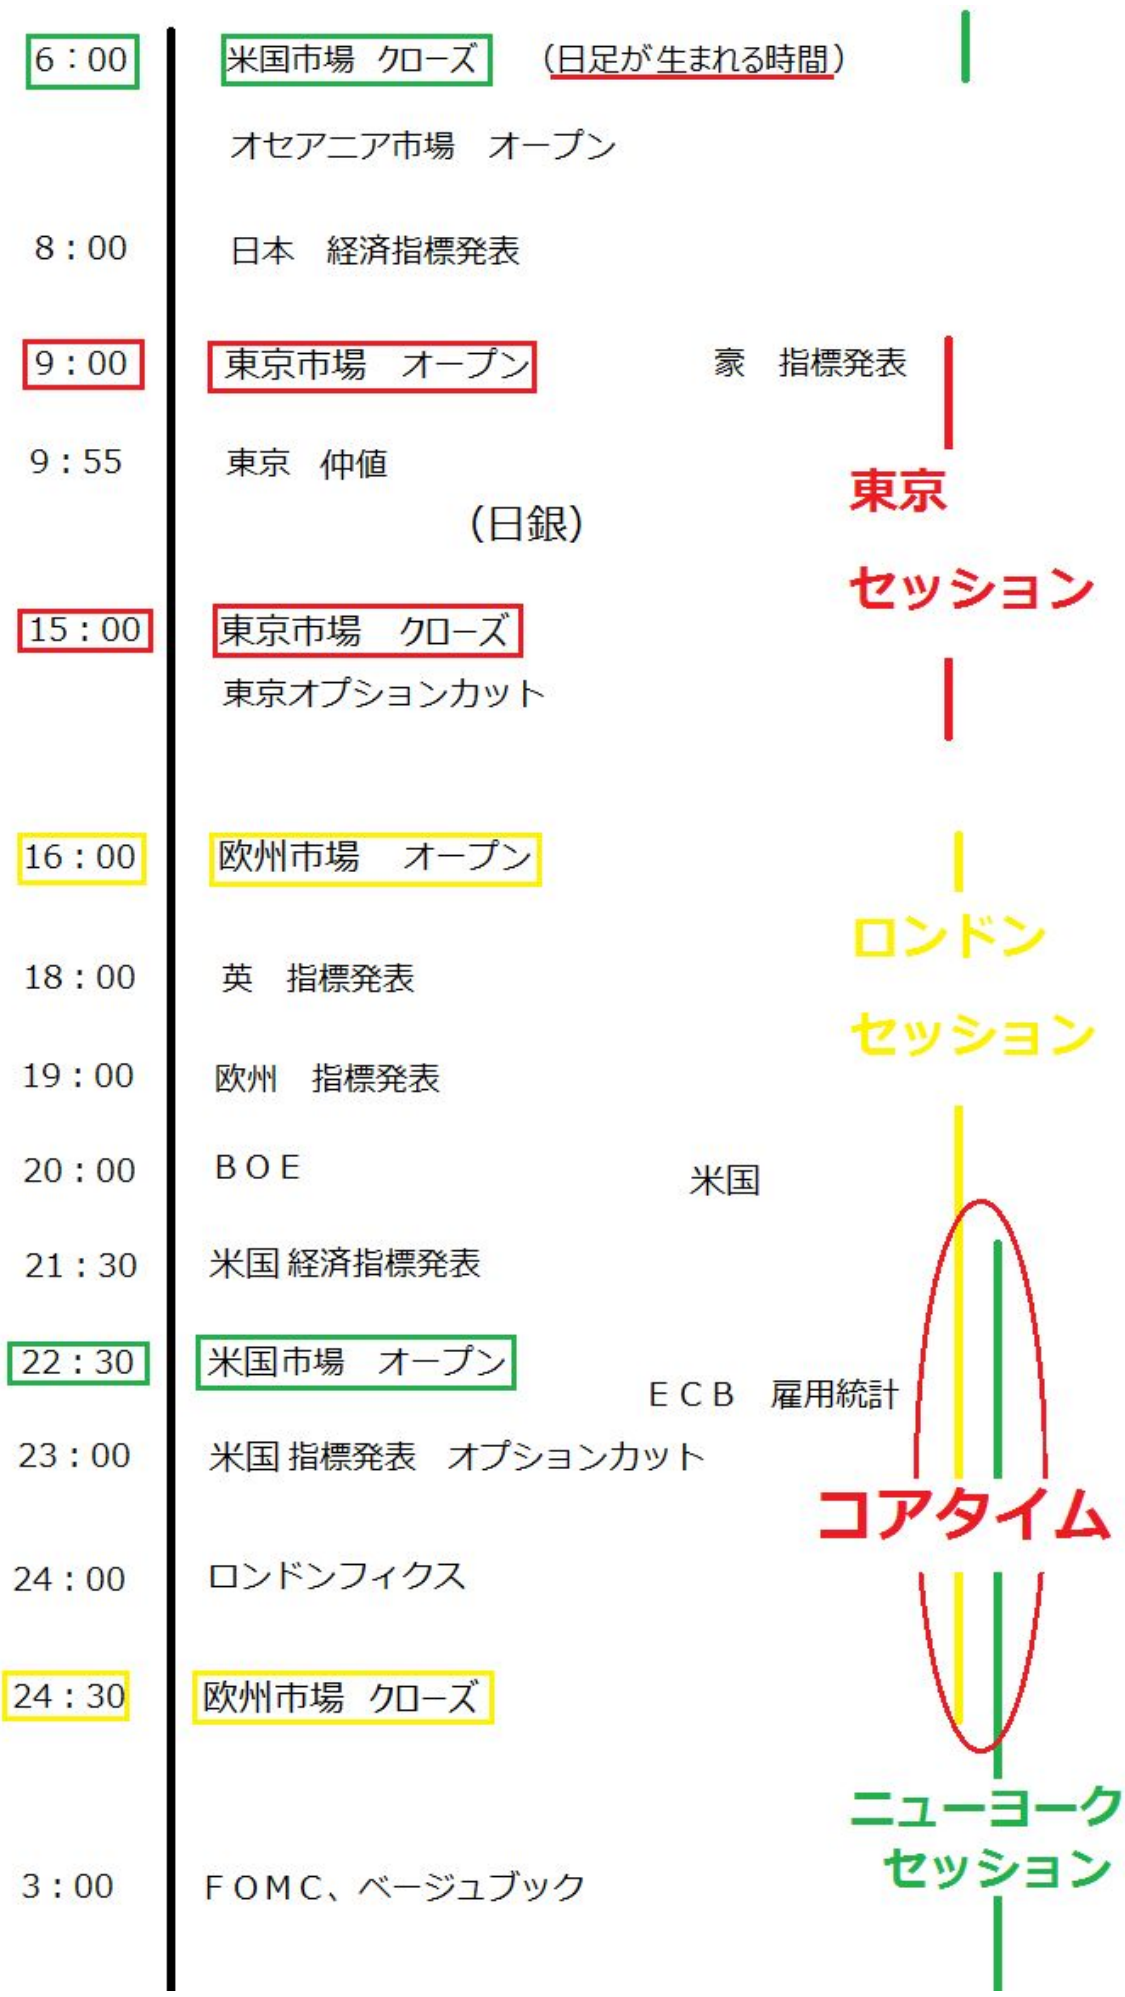 6：00 米国市場 クローズ （日足が生まれる時間）
オセアニア市場　オープン
8：00 日本　経済指標発表
9：00 東京市場　オープン 豪　指標発表
9：55 東京　仲値
東京
（日銀）
セッション
15：00 東京市場　クローズ
東京オプションカット
16：00 欧州市場　オープン
ロンドン
18：00 英　指標発表
セッション
19：00 欧州　指標発表
20：00 ＢＯＥ 米国
21：30 米国 経済指標発表
22：30 米国市場　オープン
ＥＣＢ　雇用統計
23：00 米国 指標発表　オプションカット
コアタイム
24：00 ロンドンフィクス
24：30 欧州市場 クローズ
ニューヨーク
セッション
3：00 ＦＯＭＣ、ベージュブック